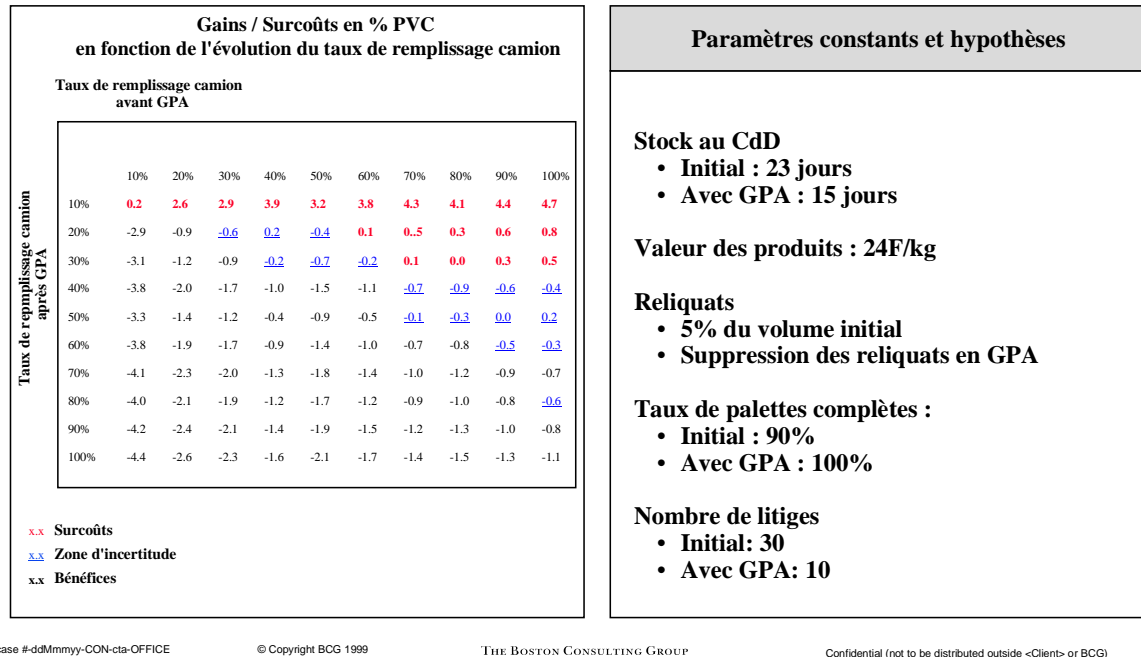 Gains / Surcoûts en % PVC
en fonction de l'évolution du taux de remplissage camion
Taux de remplissage camion
avant GPA
Taux de repmplissage camion
après GPA
10% 20% 30% 40% 50% 60% 70% 80% 90% 100%
10% 0.2 2.6 2.9 3.9 3.2 3.8 4.3 4.1 4.4 4.7
20% -2.9 -0.9 -0.6 0.2 -0.4 0.1 0..5 0.3 0.6 0.8
30% -3.1 -1.2 -0.9 -0.2 -0.7 -0.2 0.1 0.0 0.3 0.5
40% -3.8 -2.0 -1.7 -1.0 -1.5 -1.1 -0.7 -0.9 -0.6 -0.4
50% -3.3 -1.4 -1.2 -0.4 -0.9 -0.5 -0.1 -0.3 0.0 0.2
60% -3.8 -1.9 -1.7 -0.9 -1.4 -1.0 -0.7 -0.8 -0.5 -0.3
70% -4.1 -2.3 -2.0 -1.3 -1.8 -1.4 -1.0 -1.2 -0.9 -0.7
80% -4.0 -2.1 -1.9 -1.2 -1.7 -1.2 -0.9 -1.0 -0.8 -0.6
90% -4.2 -2.4 -2.1 -1.4 -1.9 -1.5 -1.2 -1.3 -1.0 -0.8
100% -4.4 -2.6 -2.3 -1.6 -2.1 -1.7 -1.4 -1.5 -1.3 -1.1
x.x Surcoûts
x.x Zone d'incertitude
x.x Bénéfices
Paramètres constants et hypothèses
Stock au CdD
• Initial : 23 jours
• Avec GPA : 15 jours
Valeur des produits : 24F/kg
Reliquats
• 5% du volume initial
• Suppression des reliquats en GPA
Taux de palettes complètes :
• Initial : 90%
• Avec GPA : 100%
Nombre de litiges
• Initial: 30
• Avec GPA: 10
case #-ddMmmyy-CON-cta-OFFICE
© Copyright BCG 1999
THE BOSTON CONSULTING GROUP
Confidential (not to be distributed outside <Client> or BCG)